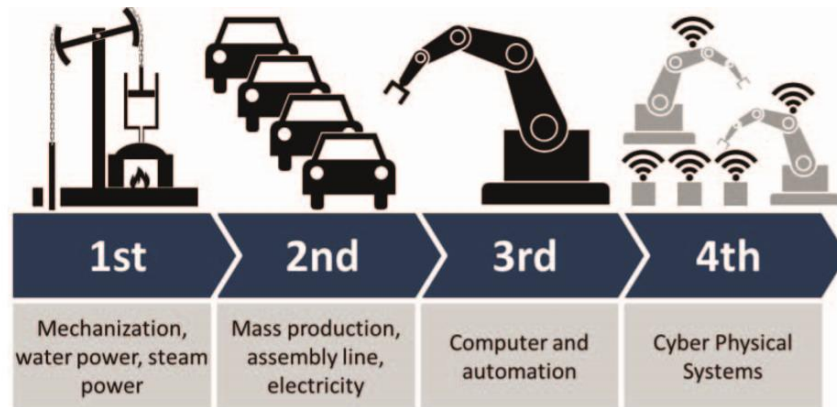 1st
2nd
3rd
4th
Mechanization,
water power, steam
power
Mass production,
assembly line,
electricity
Computer and
automation
Cyber Physical
Systems